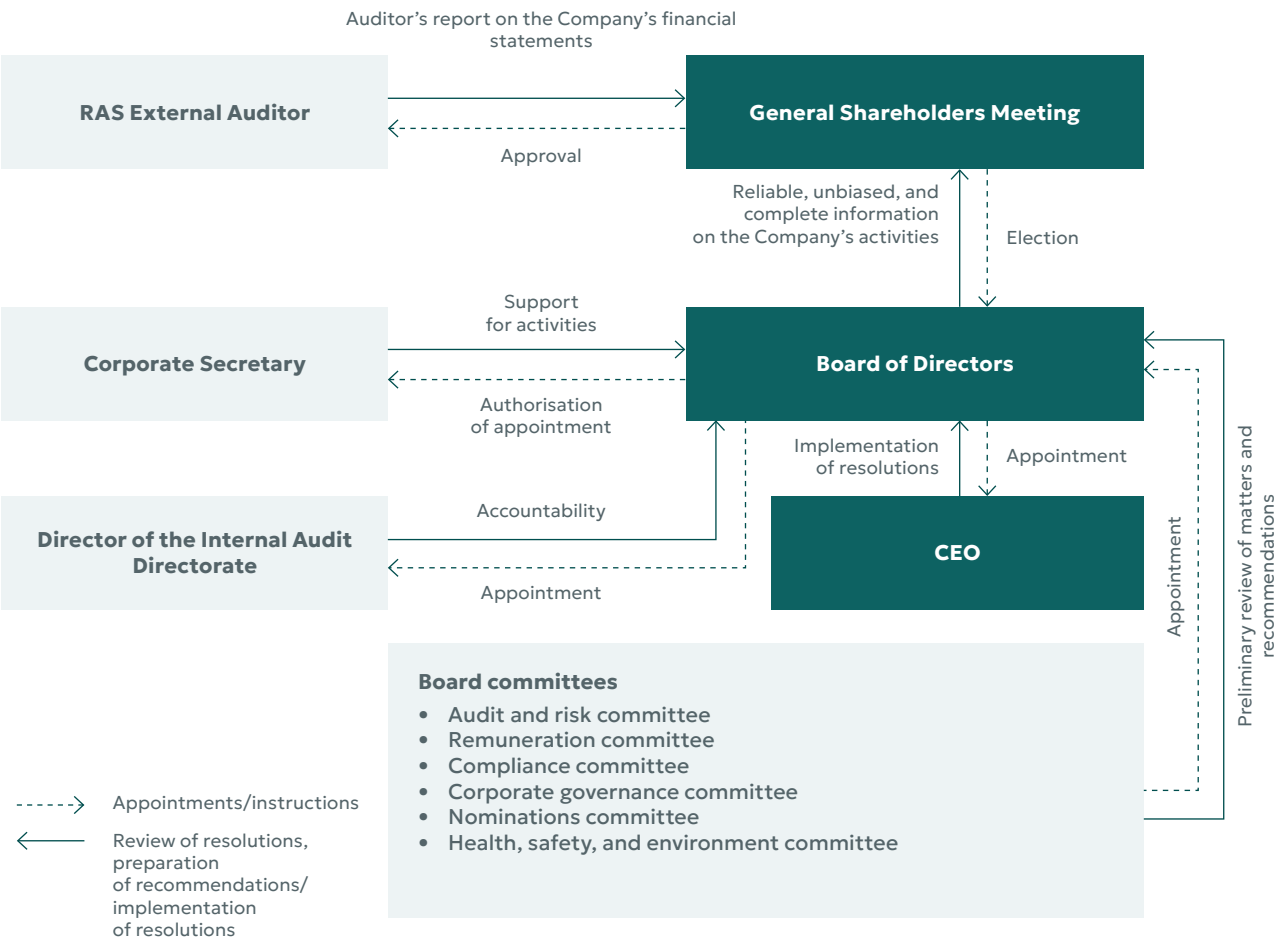 Auditor’s report on the Company’s financial
statements
RAS External Auditor
General Shareholders Meeting
Approval
Reliable, unbiased, and
complete information
on the Company’s activities
Election
Support
for activities
Corporate Secretary
Board of Directors
Authorisation
of appointment
Implementation
of resolutions
Appointment
Accountability
Director of the Internal Audit
Directorate
CEO
Appointment
Appointment
Preliminary review of matters and
recommendations
Board committees
• Audit and risk committee
• Remuneration committee
• Compliance committee
• Corporate governance committee
• Nominations committee
• Health, safety, and environment committee
Appointments/instructions
Review of resolutions,
preparation
of recommendations/
implementation
of resolutions